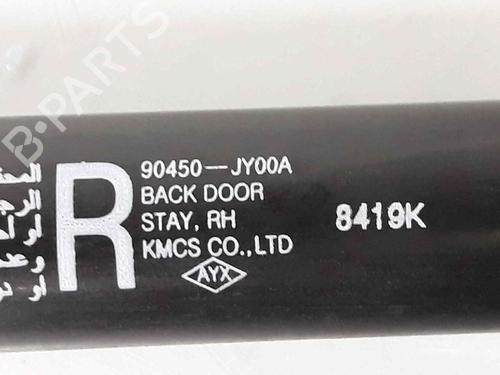 B-PARTS
R
90450-JY00A
BACK DOOR
STAY, RH
KMCS CO.,LTD
AYX
8419K